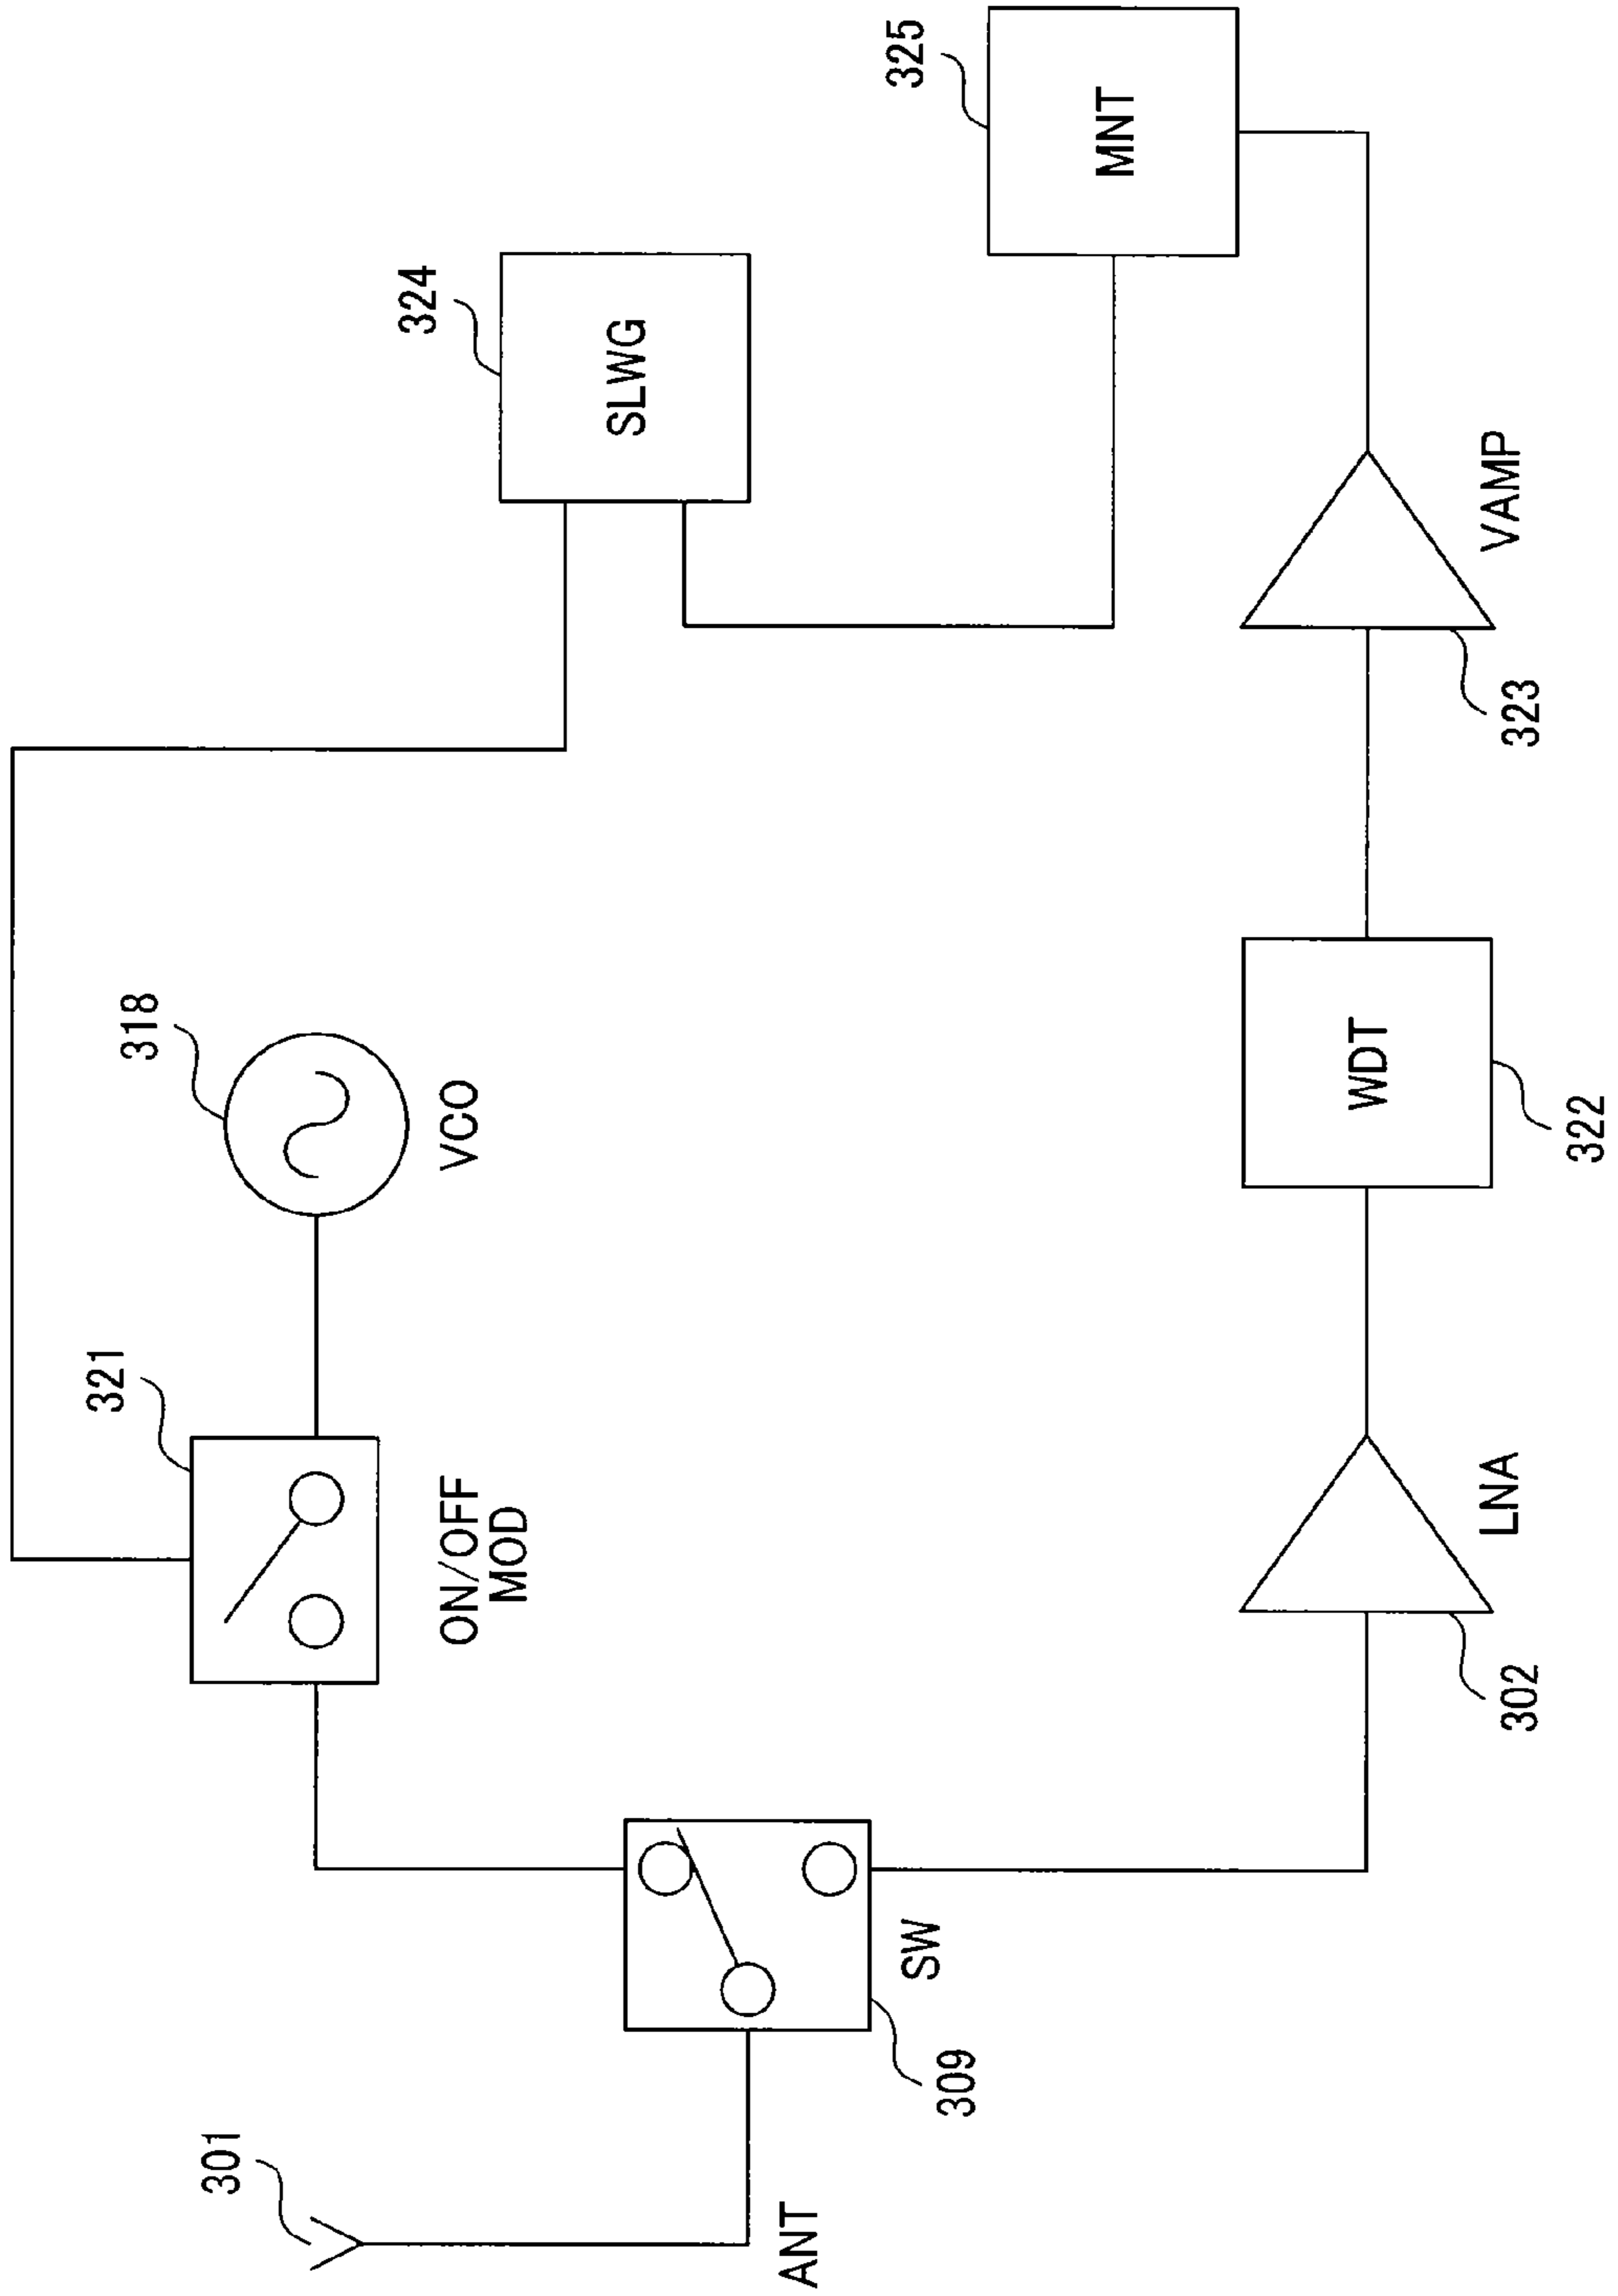 301
ANT
309
SW
321
ON/OFF
MOD
318
VCO
324
SLWG
325
MNT
302
LNA
322
WDT
323
VAMP